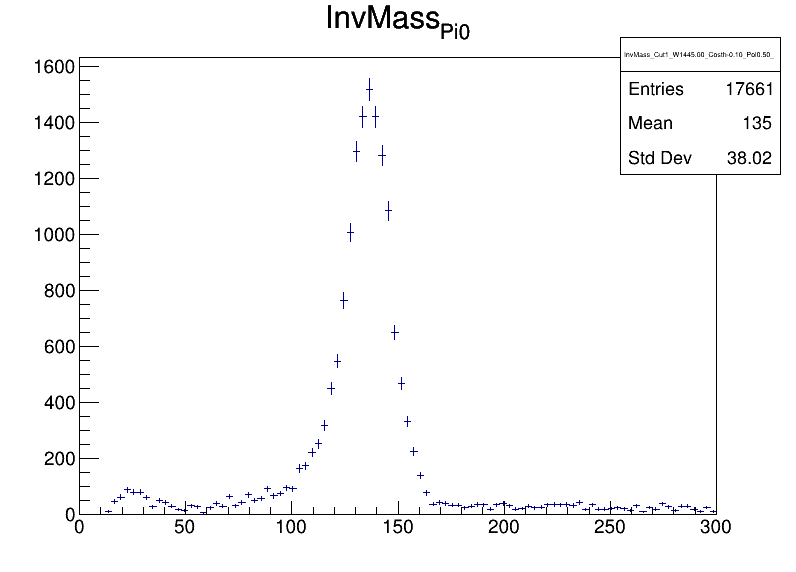 InvMass_Pi0
InvMass_Cut1_W1445.00_Costh-0.10_Pol0.50_
Entries 17661
Mean 135
Std Dev 38.02
1600
1400
1200
1000
800
600
400
200
0
0 50 100 150 200 250 300